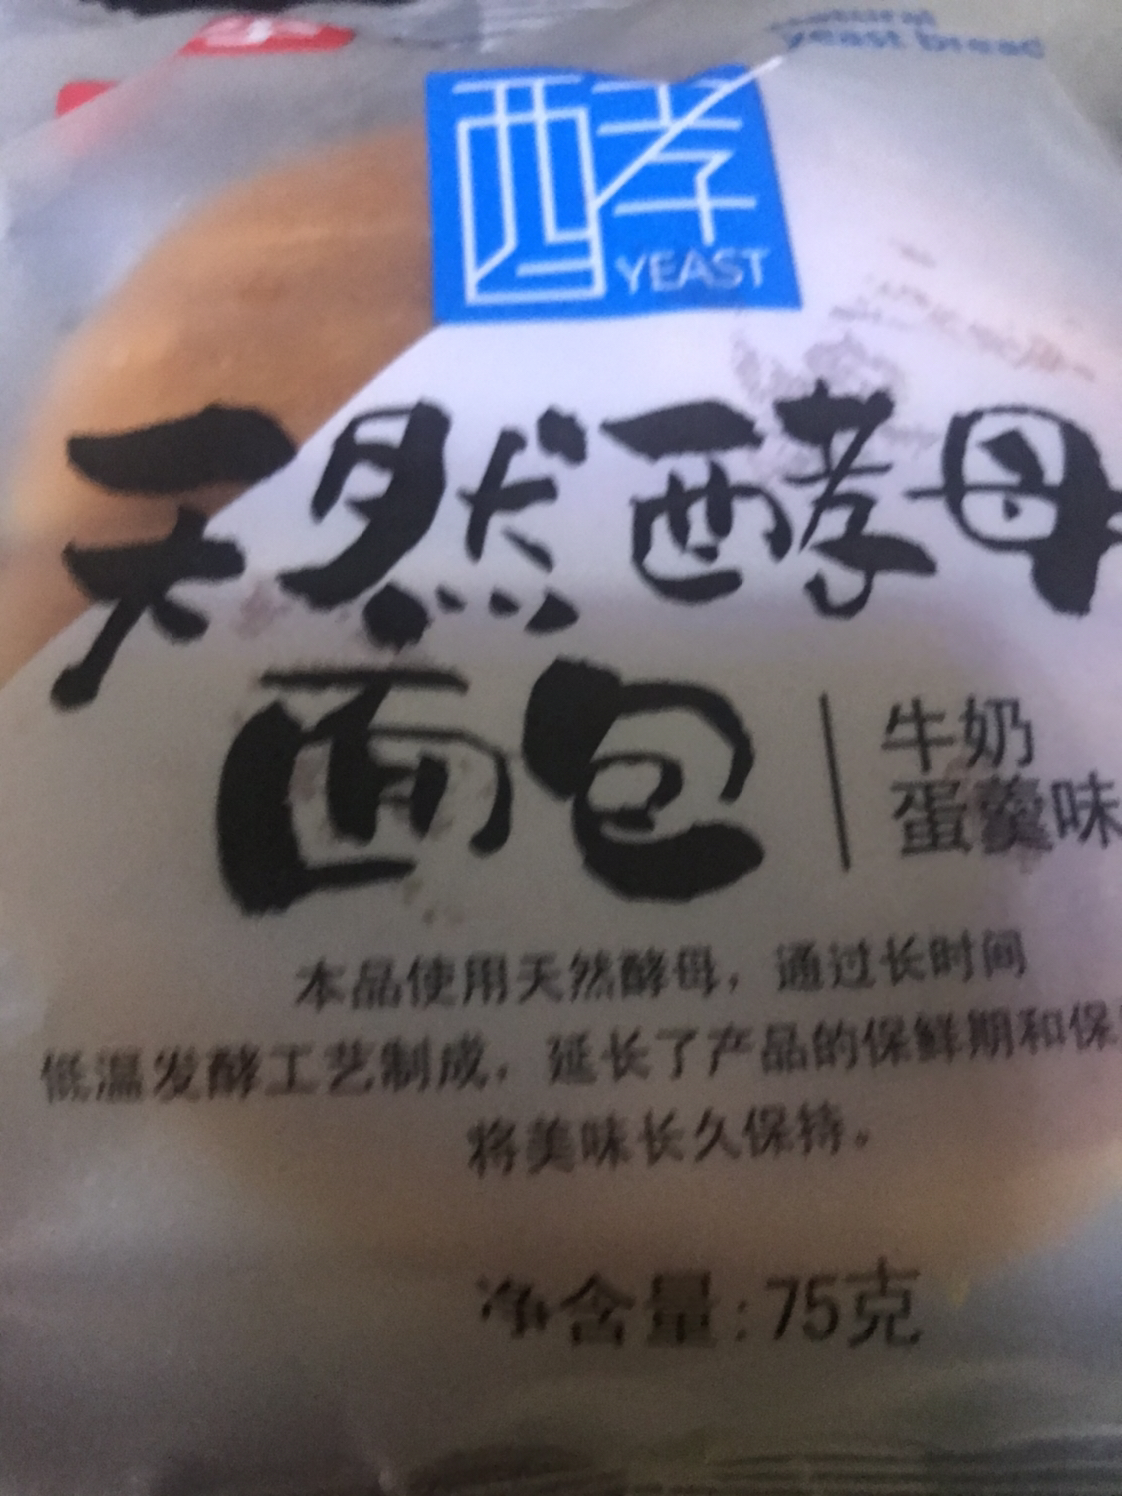 natural
yeast bread
酵
YEAST
天然酵母
面包
牛奶
蛋羹味
本品使用天然酵母，通过长时间
低温发酵工艺制成，延长了产品的保鲜期和保
将美味长久保持。
净含量:75克